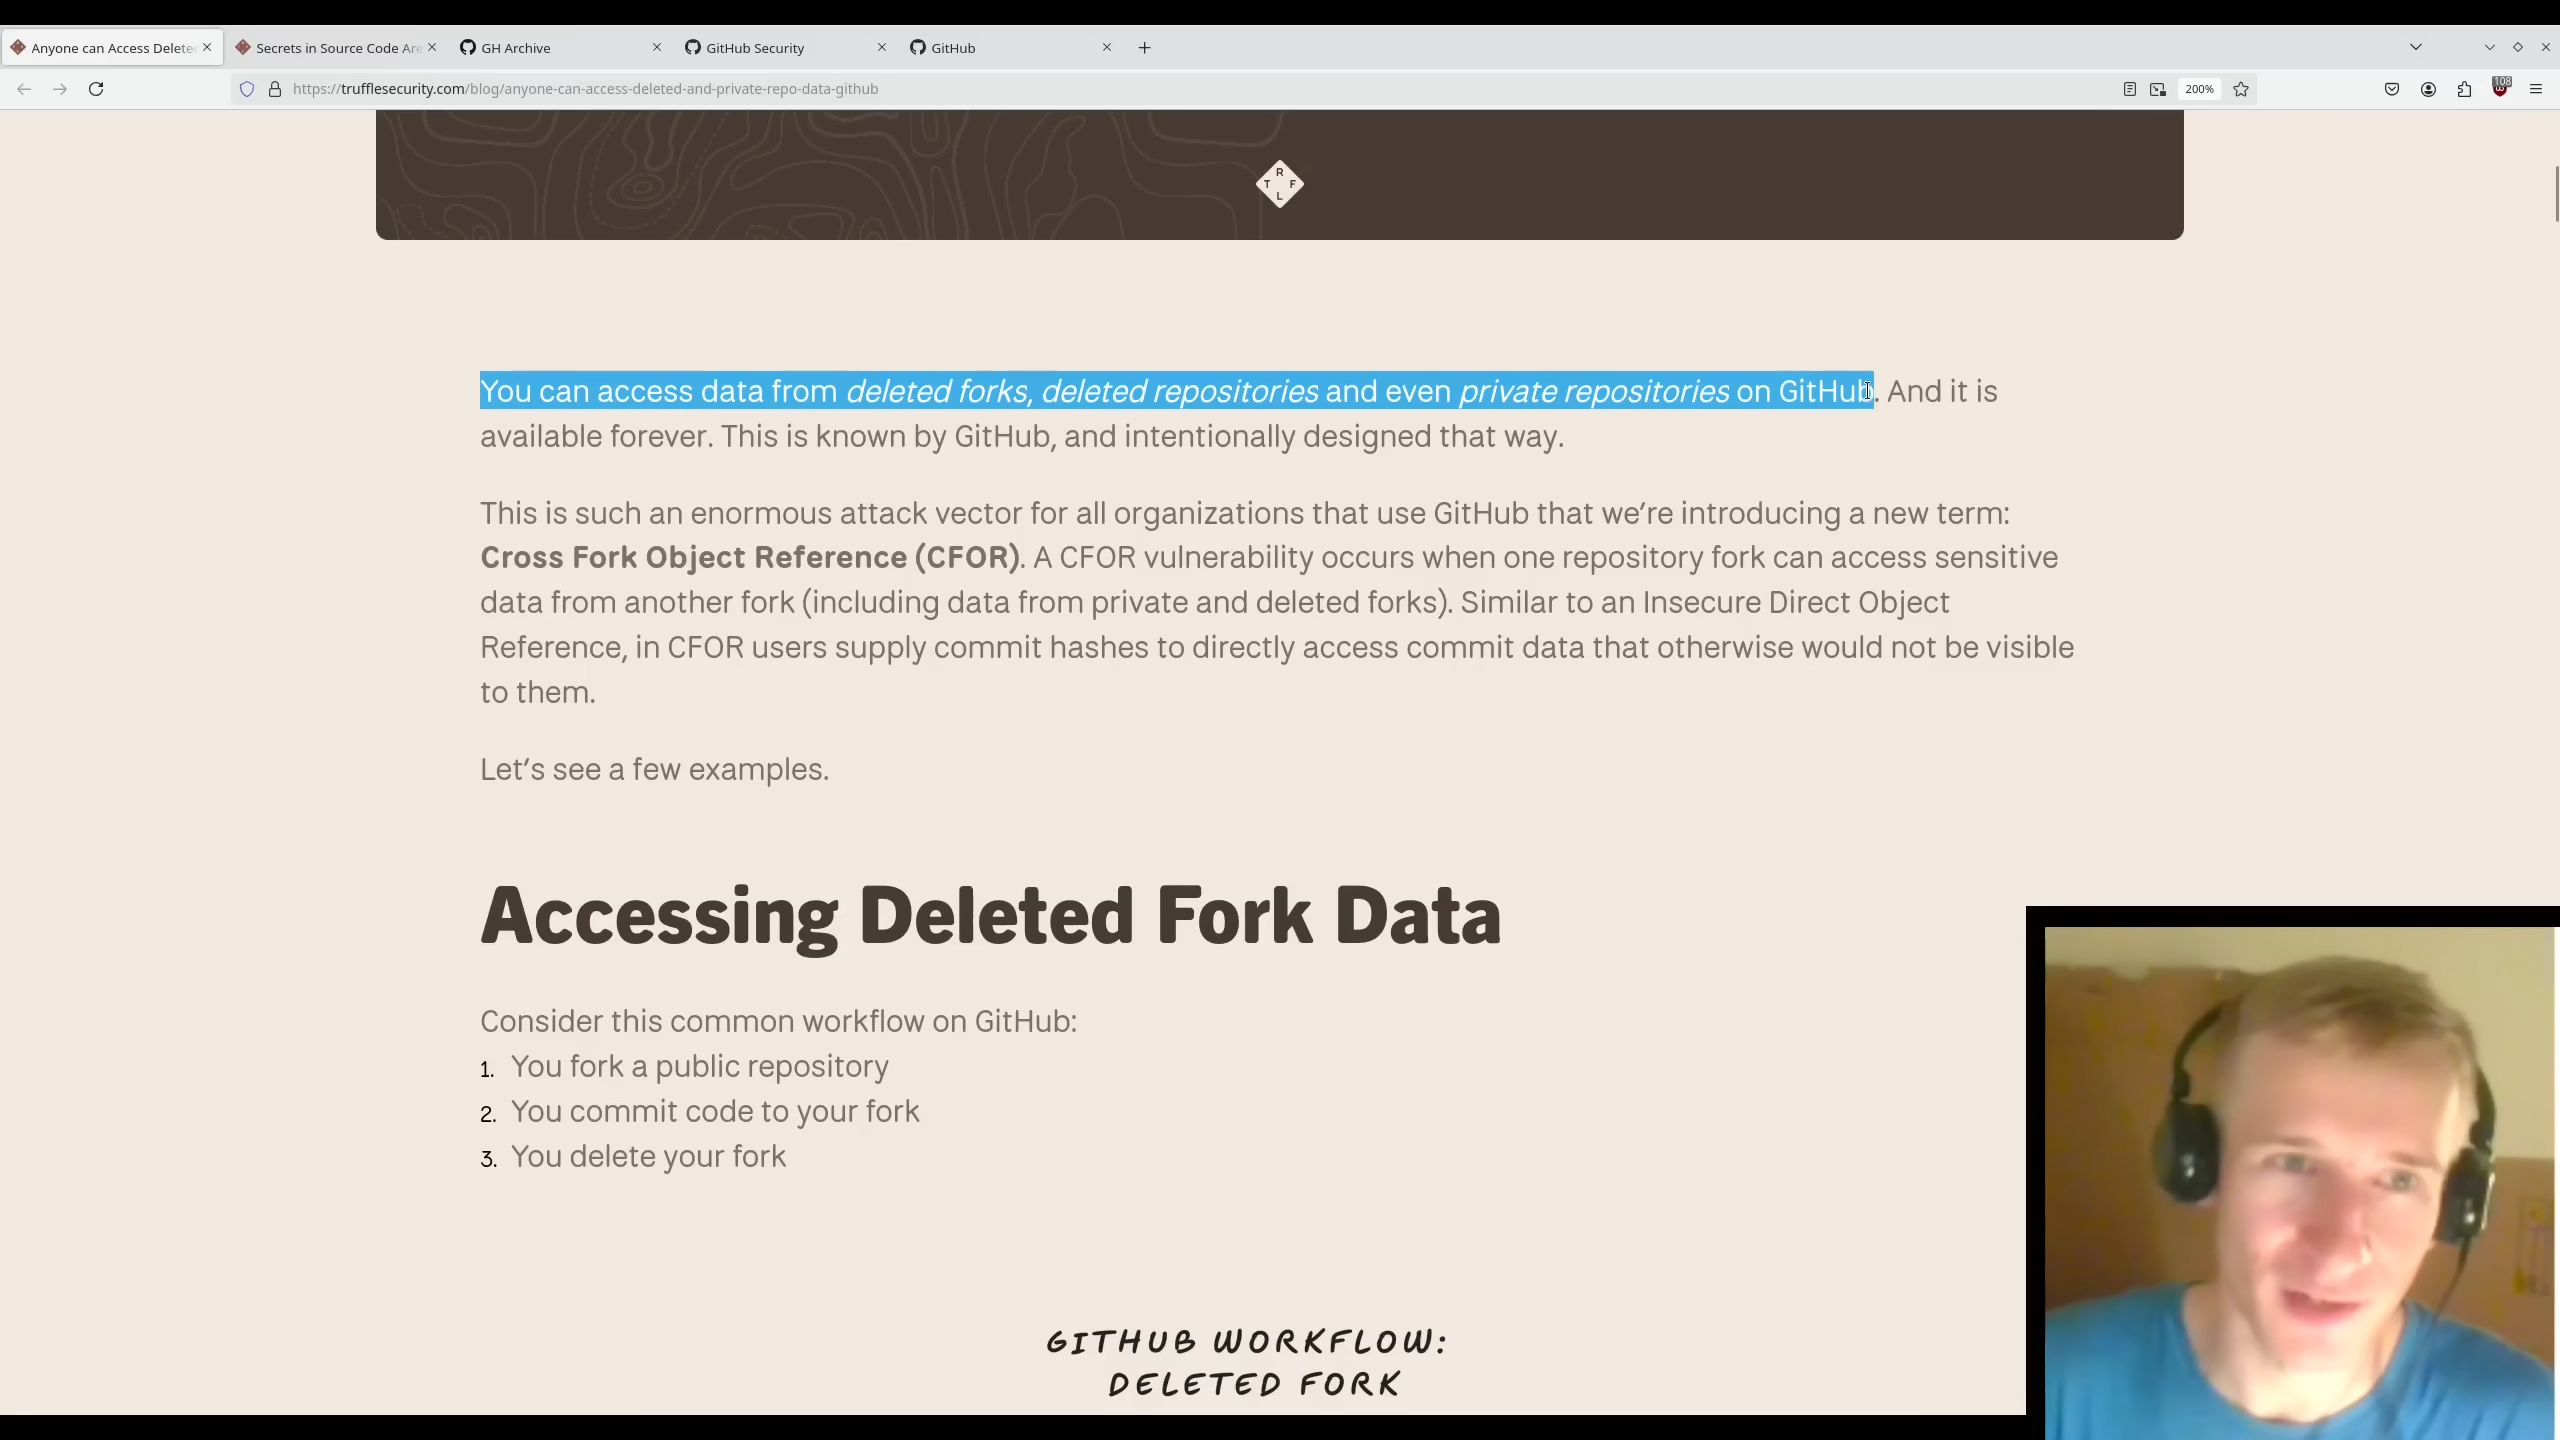 Anyone can Access Delete
Secrets in Source Code Are
GH Archive
GitHub Security
GitHub
https://trufflesecurity.com/blog/anyone-can-access-deleted-and-private-repo-data-github
200%
108
R
T F
L
You can access data from deleted forks, deleted repositories and even private repositories on GitHub. And it is
available forever. This is known by GitHub, and intentionally designed that way.
This is such an enormous attack vector for all organizations that use GitHub that we’re introducing a new term:
Cross Fork Object Reference (CFOR). A CFOR vulnerability occurs when one repository fork can access sensitive
data from another fork (including data from private and deleted forks). Similar to an Insecure Direct Object
Reference, in CFOR users supply commit hashes to directly access commit data that otherwise would not be visible
to them.
Let’s see a few examples.
Accessing Deleted Fork Data
Consider this common workflow on GitHub:
1. You fork a public repository
2. You commit code to your fork
3. You delete your fork
GITHUB WORKFLOW:
DELETED FORK